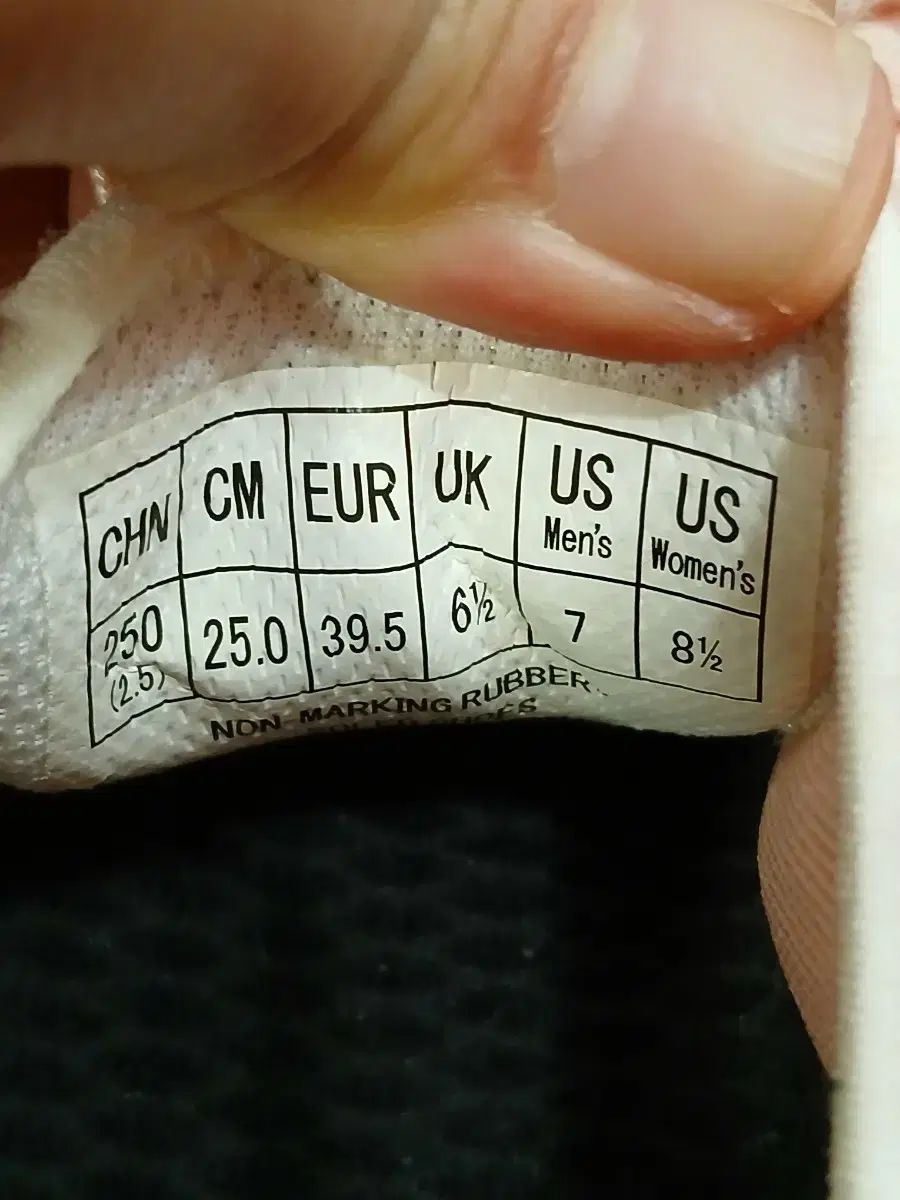 CHN CM EUR UK US Men's US Women's
250 (2.5) 25.0 39.5 6½ 7 8½
NON-MARKING RUBBER